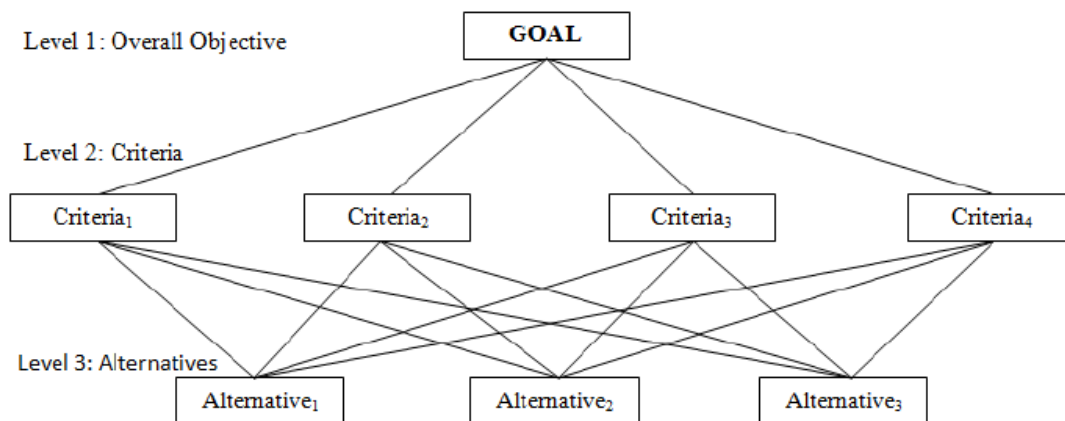 Level 1: Overall Objective
GOAL
Level 2: Criteria
Criteria₁
Criteria₂
Criteria₃
Criteria₄
Level 3: Alternatives
Alternative₁
Alternative₂
Alternative₃